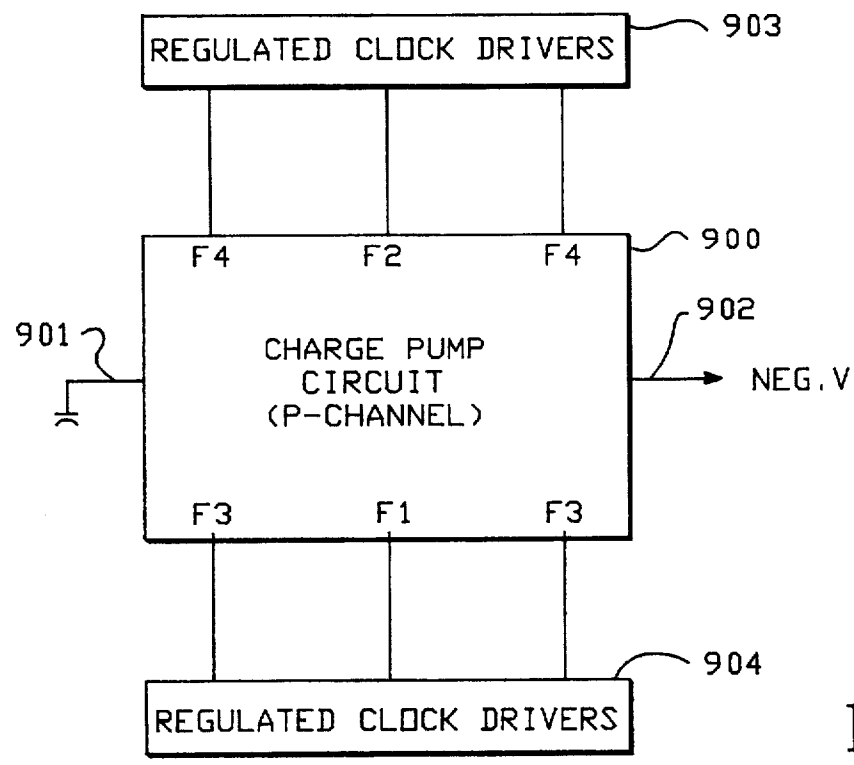 REGULATED CLOCK DRIVERS
903
F4 F2 F4
900
901
902
CHARGE PUMP
CIRCUIT
(P-CHANNEL)
NEG.V
F3 F1 F3
904
REGULATED CLOCK DRIVERS